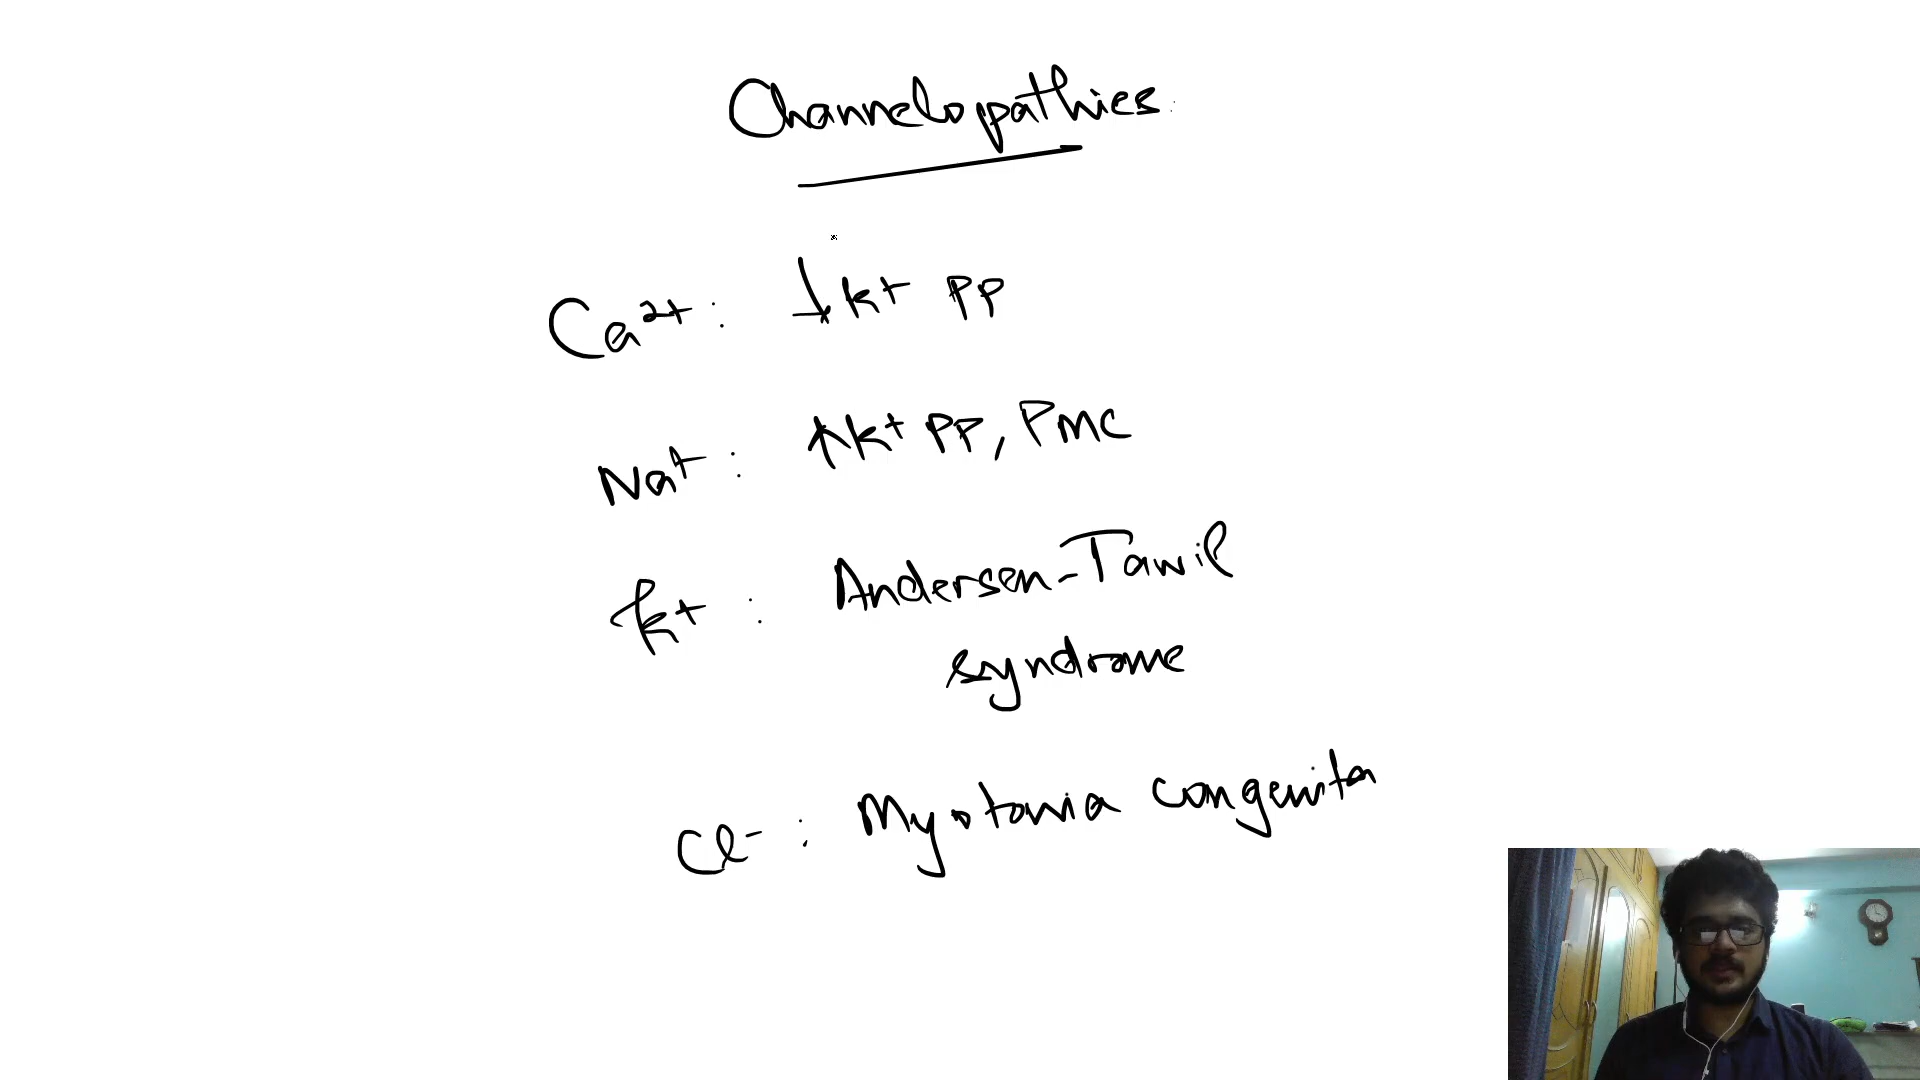 Channelopathies
Ca²⁺: ↓K⁺ PP
Na⁺: ↑K⁺ PP, PMC
K⁺: Andersen-Tawil
syndrome
Cl⁻: Myotonia congenita